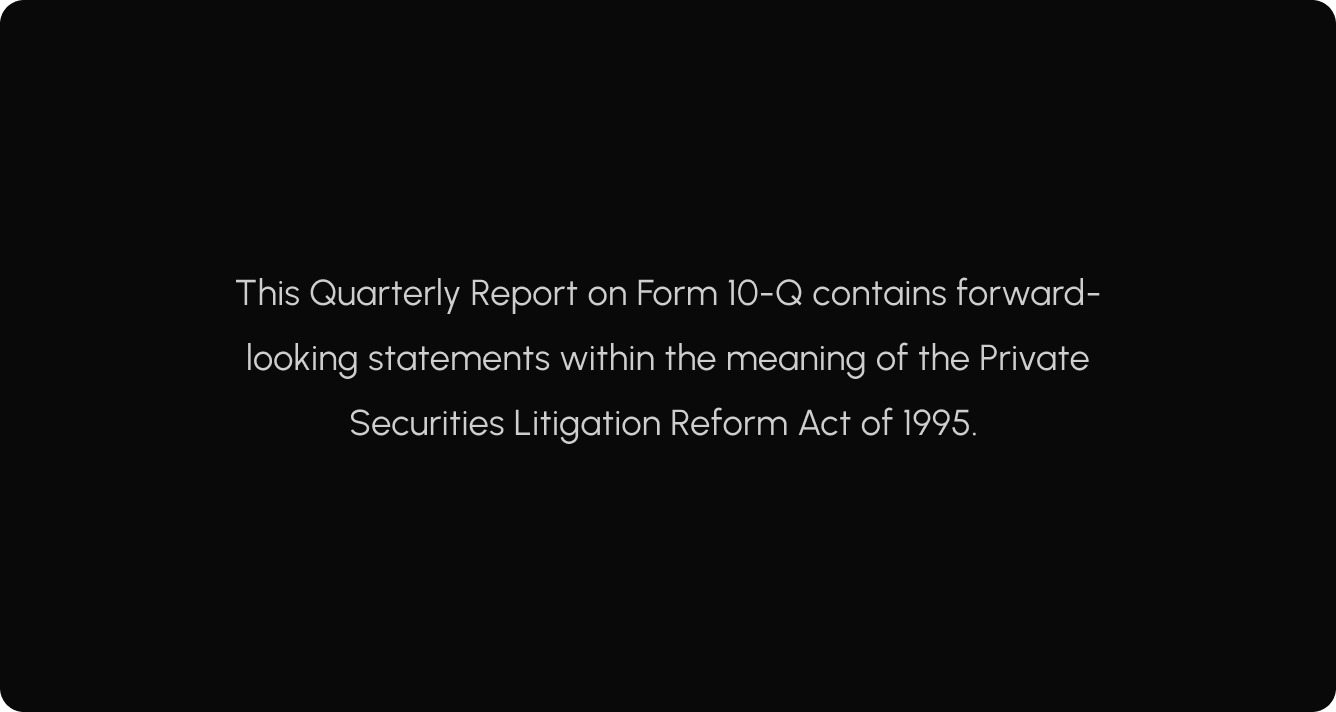 This Quarterly Report on Form 10-Q contains forward-
looking statements within the meaning of the Private
Securities Litigation Reform Act of 1995.